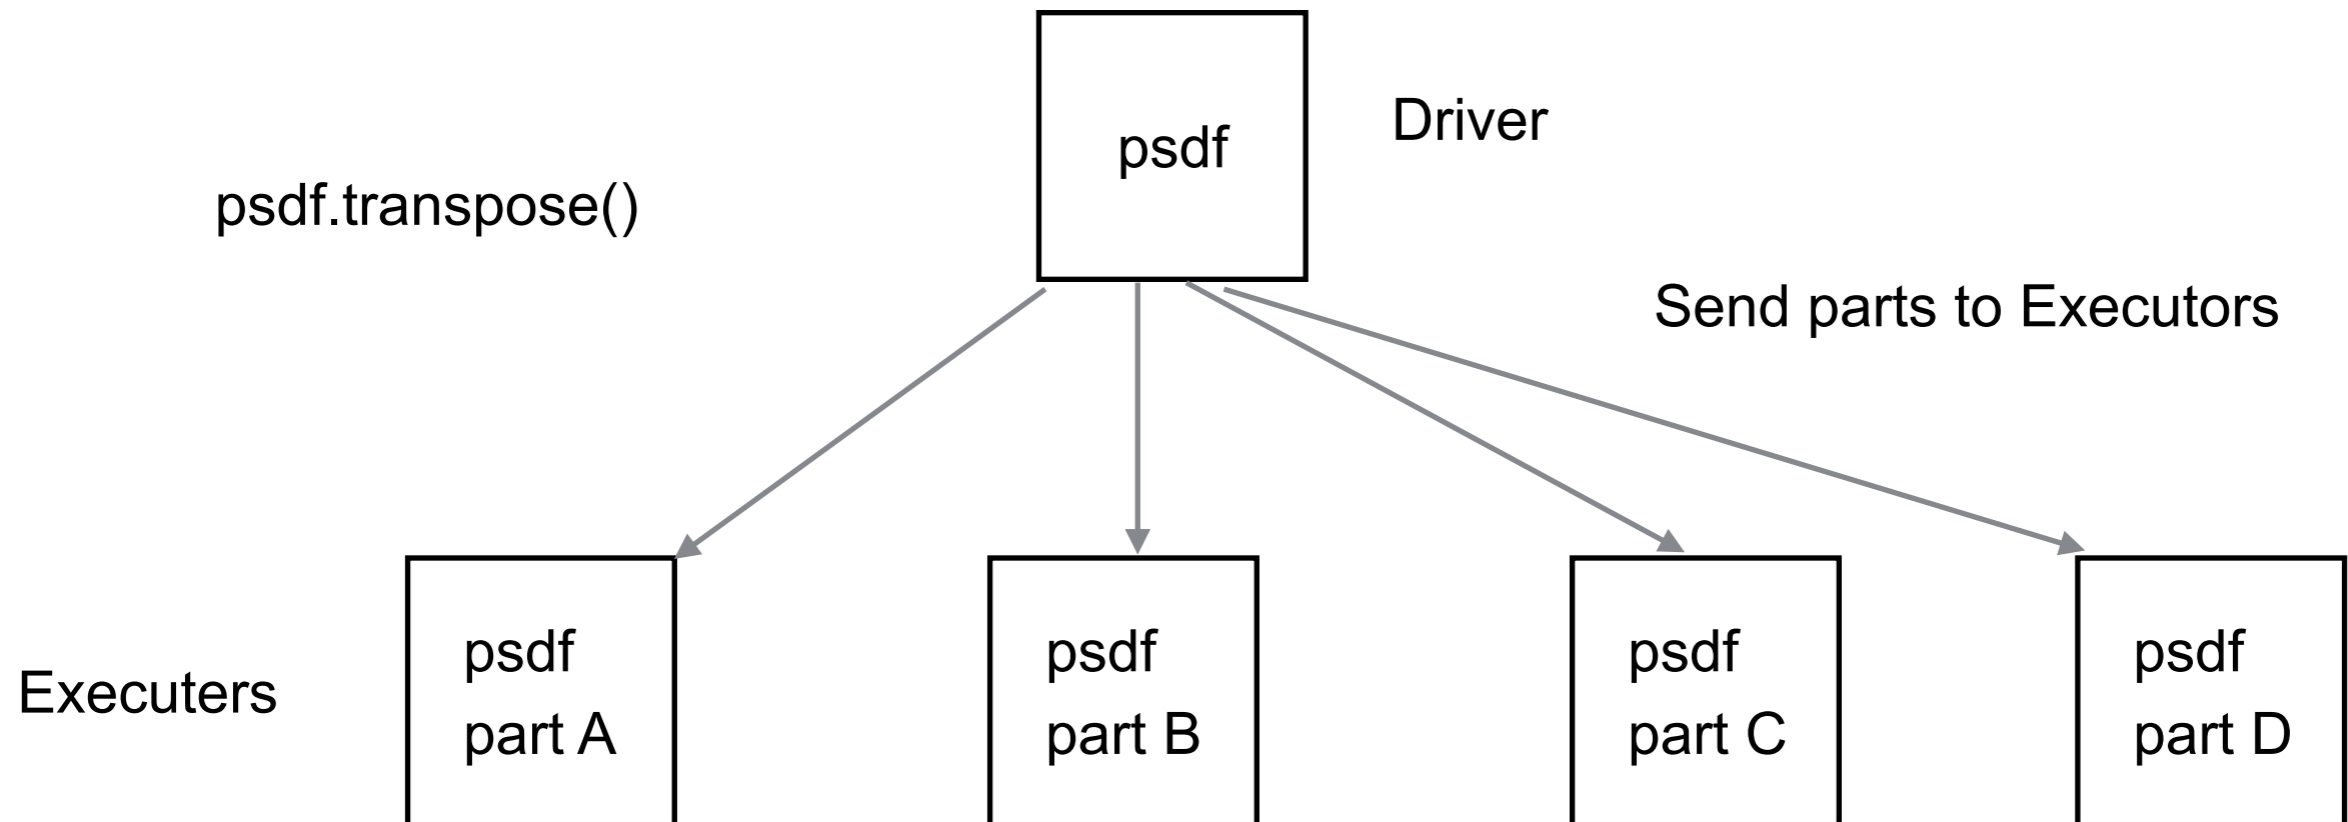 psdf
Driver
psdf.transpose()
Send parts to Executors
Executers
psdf
part A
psdf
part B
psdf
part C
psdf
part D